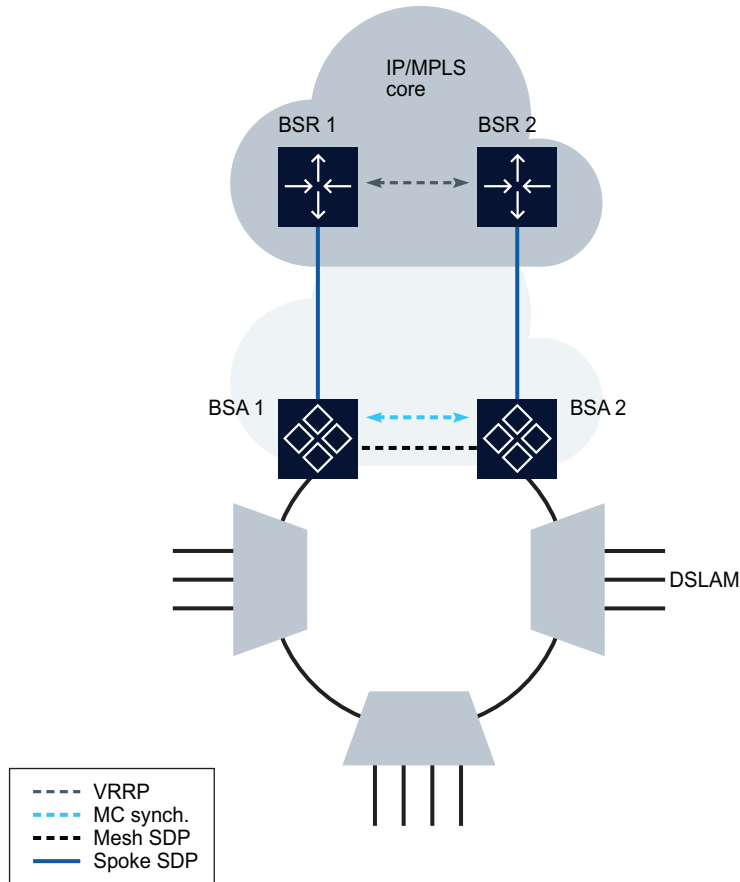 IP/MPLS
core
BSR 1
BSR 2
BSA 1
BSA 2
DSLAM
VRRP
MC synch.
Mesh SDP
Spoke SDP